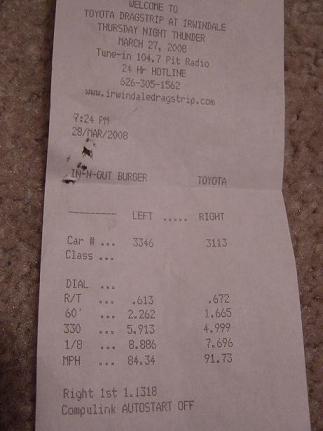 WELCOME TO
TOYOTA DRAGSTRIP AT IRWINDALE
THURSDAY NIGHT THUNDER
MARCH 27, 2008
Tune-in 104.7 Pit Radio
24 Hr HOTLINE
626-305-1562
www.irwindaledragstrip.com
9:24 PM
28/MAR/2008
IN-N-OUT BURGER TOYOTA
--------- LEFT ..... RIGHT
Car # ... 3346 3113
Class ...
DIAL ...
R/T ... .613 .672
60' ... 2.262 1.665
330 ... 5.913 4.999
1/8 ... 8.886 7.696
MPH ... 84.34 91.73
Right 1st 1.1318
Compulink AUTOSTART OFF